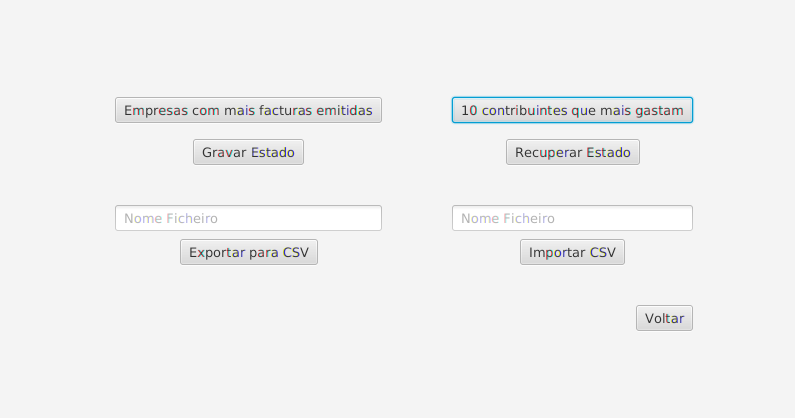 Empresas com mais facturas emitidas
10 contribuintes que mais gastam
Gravar Estado
Recuperar Estado
Nome Ficheiro
Nome Ficheiro
Exportar para CSV
Importar CSV
Voltar